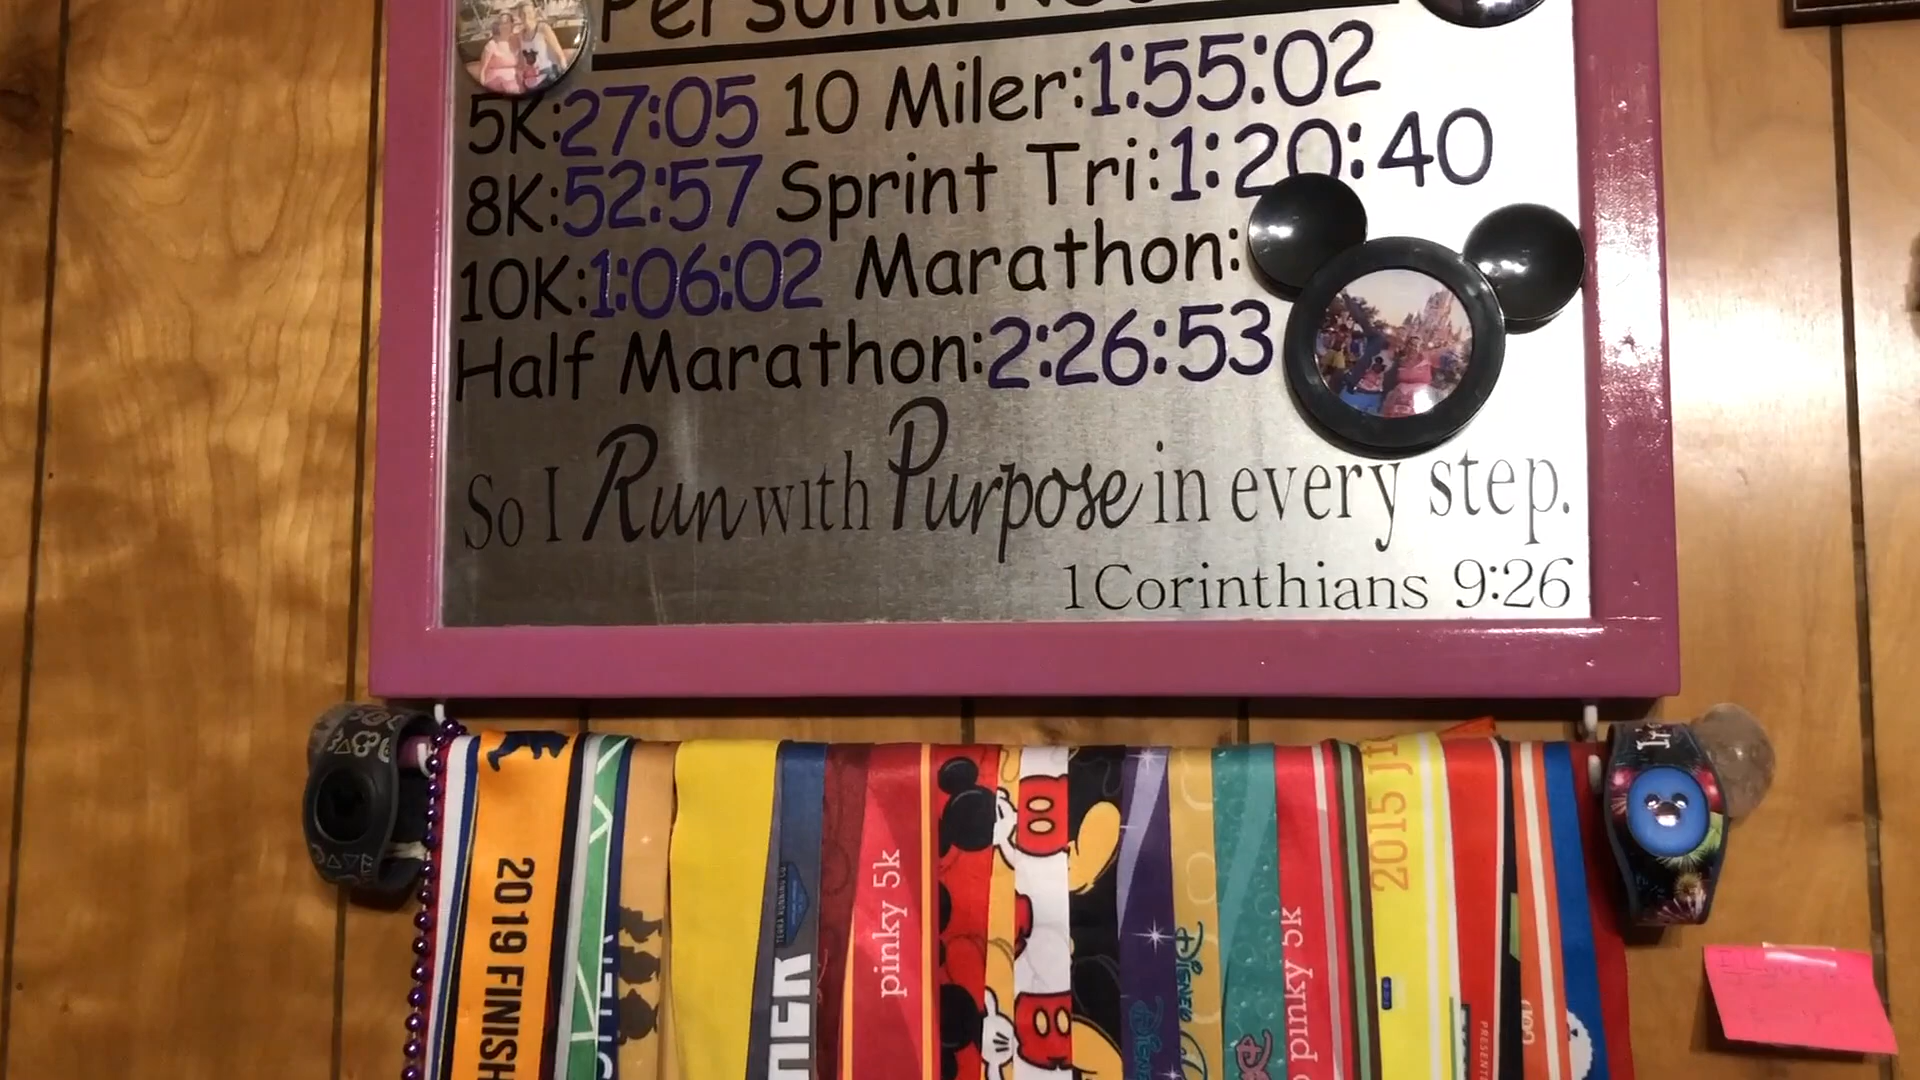 Personal
5K:27:05 10 Miler:1:55:02
8K:52:57 Sprint Tri:1:20:40
10K:1:06:02 Marathon:
Half Marathon:2:26:53
So I Run with Purpose in every step.
1Corinthians 9:26
2019 FINISH
pinky 5k
DISNEY
pinky 5k
2015